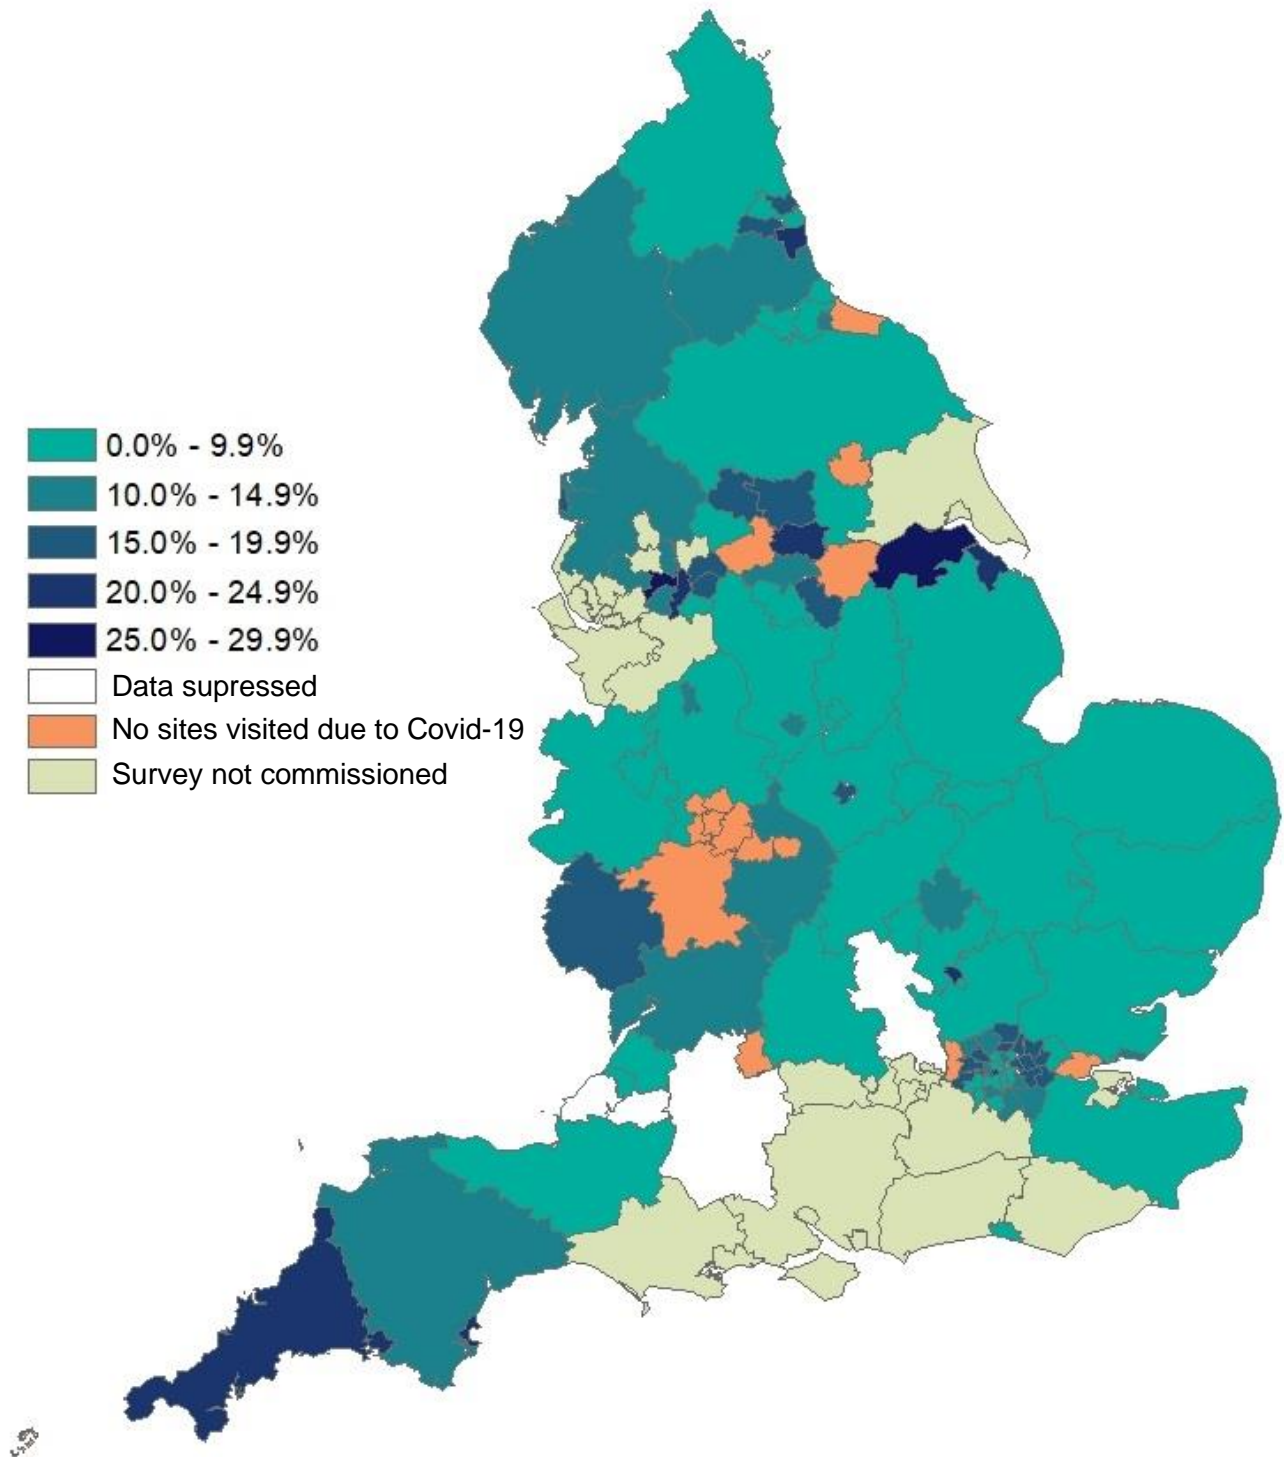 0.0% - 9.9%
10.0% - 14.9%
15.0% - 19.9%
20.0% - 24.9%
25.0% - 29.9%
Data supressed
No sites visited due to Covid-19
Survey not commissioned